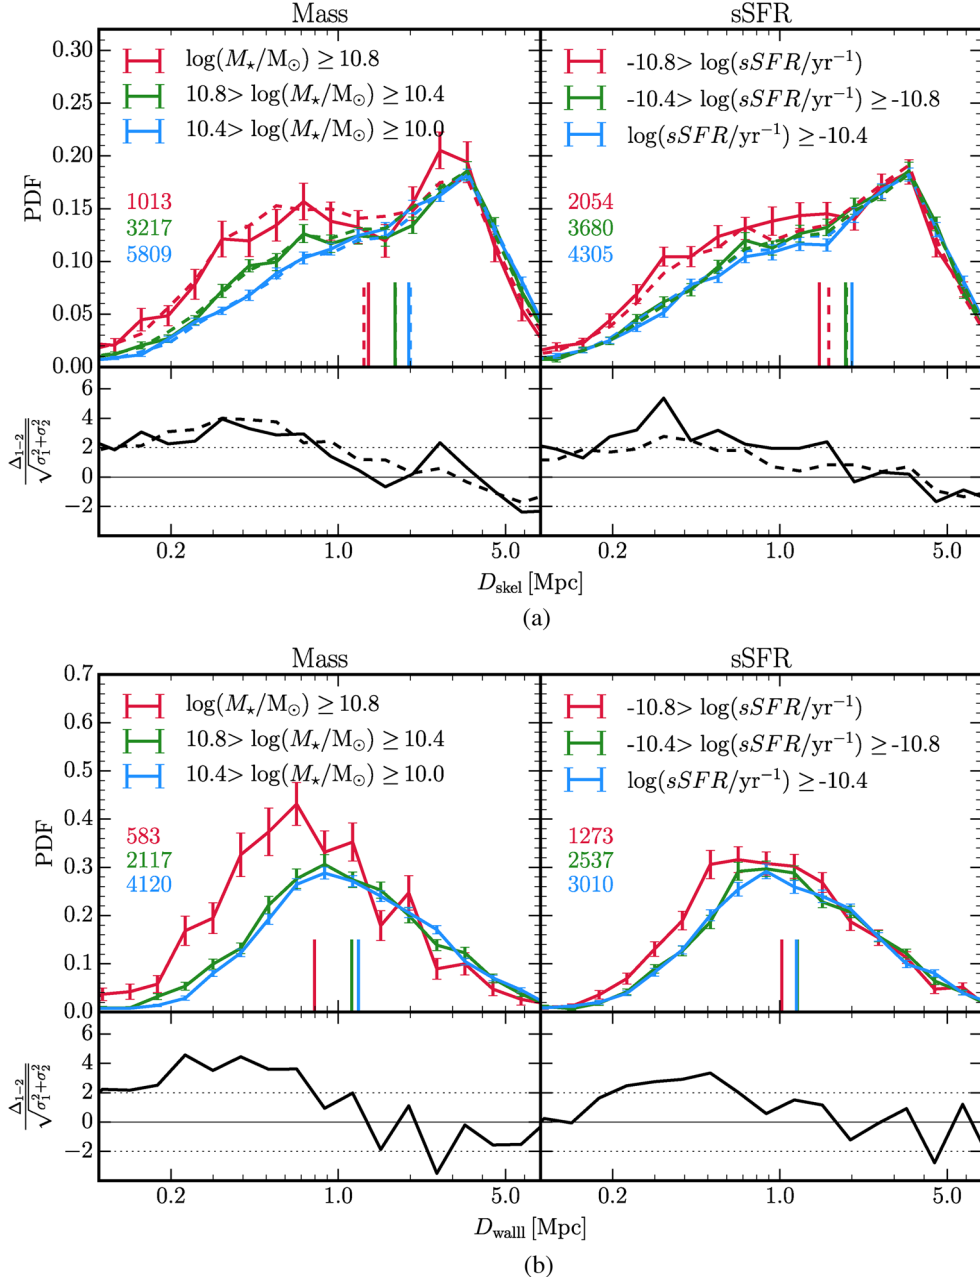 Mass
sSFR
0.30
0.25
0.20
0.15
0.10
0.05
0.00
PDF
log(M⋆/M⊙) ≥ 10.8
10.8> log(M⋆/M⊙) ≥ 10.4
10.4> log(M⋆/M⊙) ≥ 10.0
1013
3217
5809
-10.8> log(sSFR/yr⁻¹)
-10.4> log(sSFR/yr⁻¹) ≥ -10.8
log(sSFR/yr⁻¹) ≥ -10.4
2054
3680
4305
6
4
2
0
−2
Δ₁₋₂/√σ₁²+σ₂²
0.2 1.0 5.0
0.2 1.0 5.0
D_skel [Mpc]
(a)
Mass
sSFR
0.7
0.6
0.5
0.4
0.3
0.2
0.1
0.0
PDF
log(M⋆/M⊙) ≥ 10.8
10.8> log(M⋆/M⊙) ≥ 10.4
10.4> log(M⋆/M⊙) ≥ 10.0
583
2117
4120
-10.8> log(sSFR/yr⁻¹)
-10.4> log(sSFR/yr⁻¹) ≥ -10.8
log(sSFR/yr⁻¹) ≥ -10.4
1273
2537
3010
6
4
2
0
−2
Δ₁₋₂/√σ₁²+σ₂²
0.2 1.0 5.0
0.2 1.0 5.0
D_walll [Mpc]
(b)